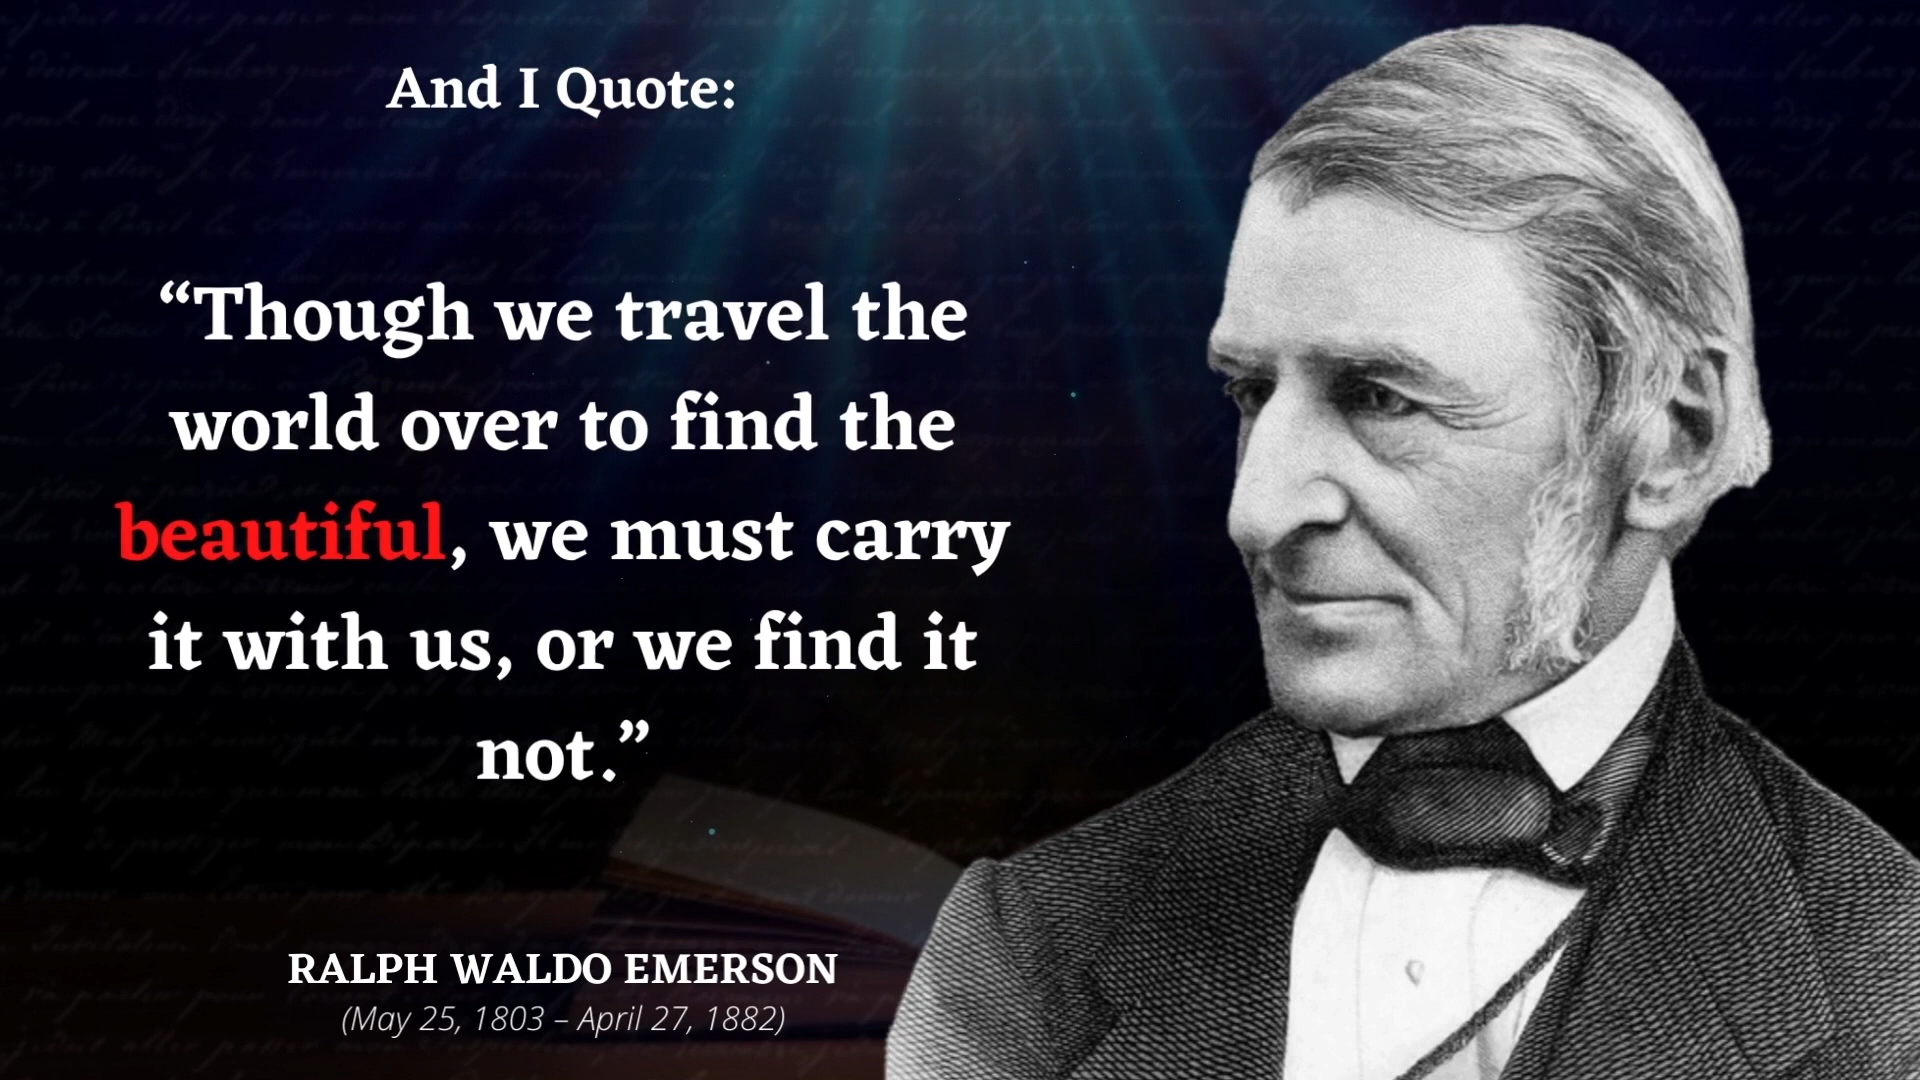 And I Quote:
“Though we travel the
world over to find the
beautiful, we must carry
it with us, or we find it
not.”
RALPH WALDO EMERSON
(May 25, 1803 – April 27, 1882)